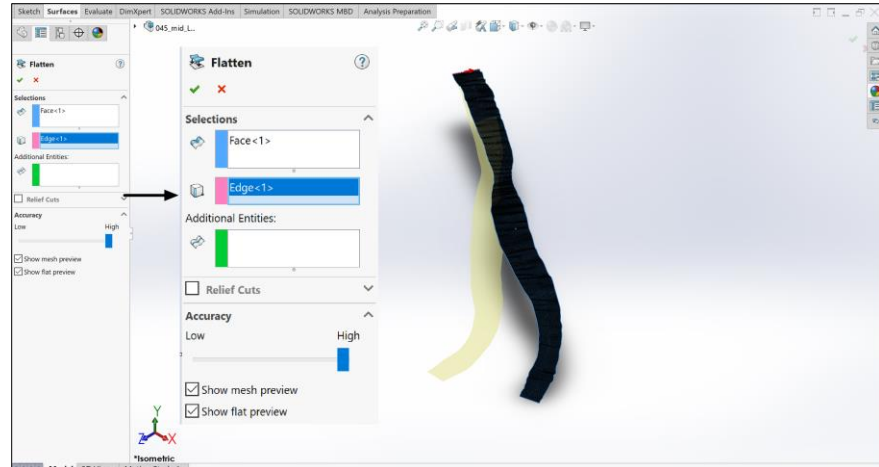 Sketch Surfaces Evaluate DimXpert SOLIDWORKS Add-Ins Simulation SOLIDWORKS MBD Analysis Preparation
045_mid_L...
Flatten
Selections
Face<1>
Edge<1>
Additional Entities:
Relief Cuts
Accuracy
Low High
Show mesh preview
Show flat preview
Flatten
Selections
Face<1>
Edge<1>
Additional Entities:
Relief Cuts
Accuracy
Low High
Show mesh preview
Show flat preview
Y
Z X
*Isometric